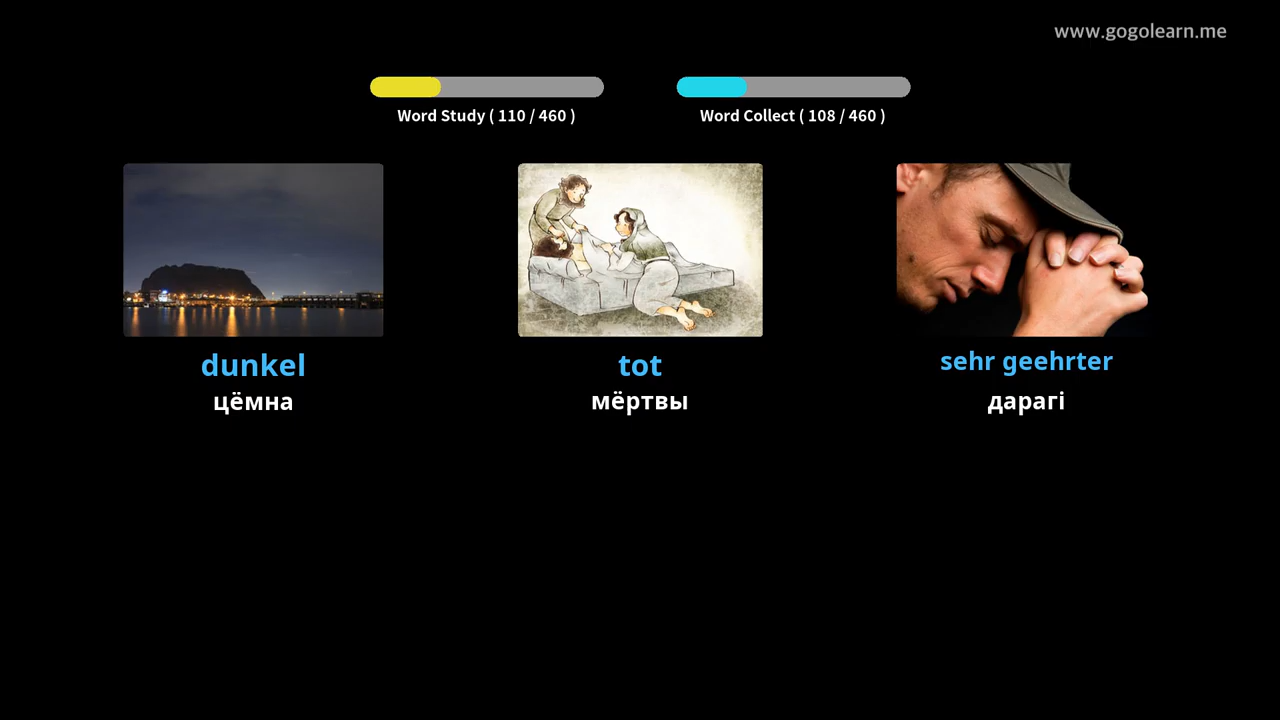 www.gogolearn.me
Word Study ( 110 / 460 )
Word Collect ( 108 / 460 )
dunkel
цёмна
tot
мёртвы
sehr geehrter
дарагі